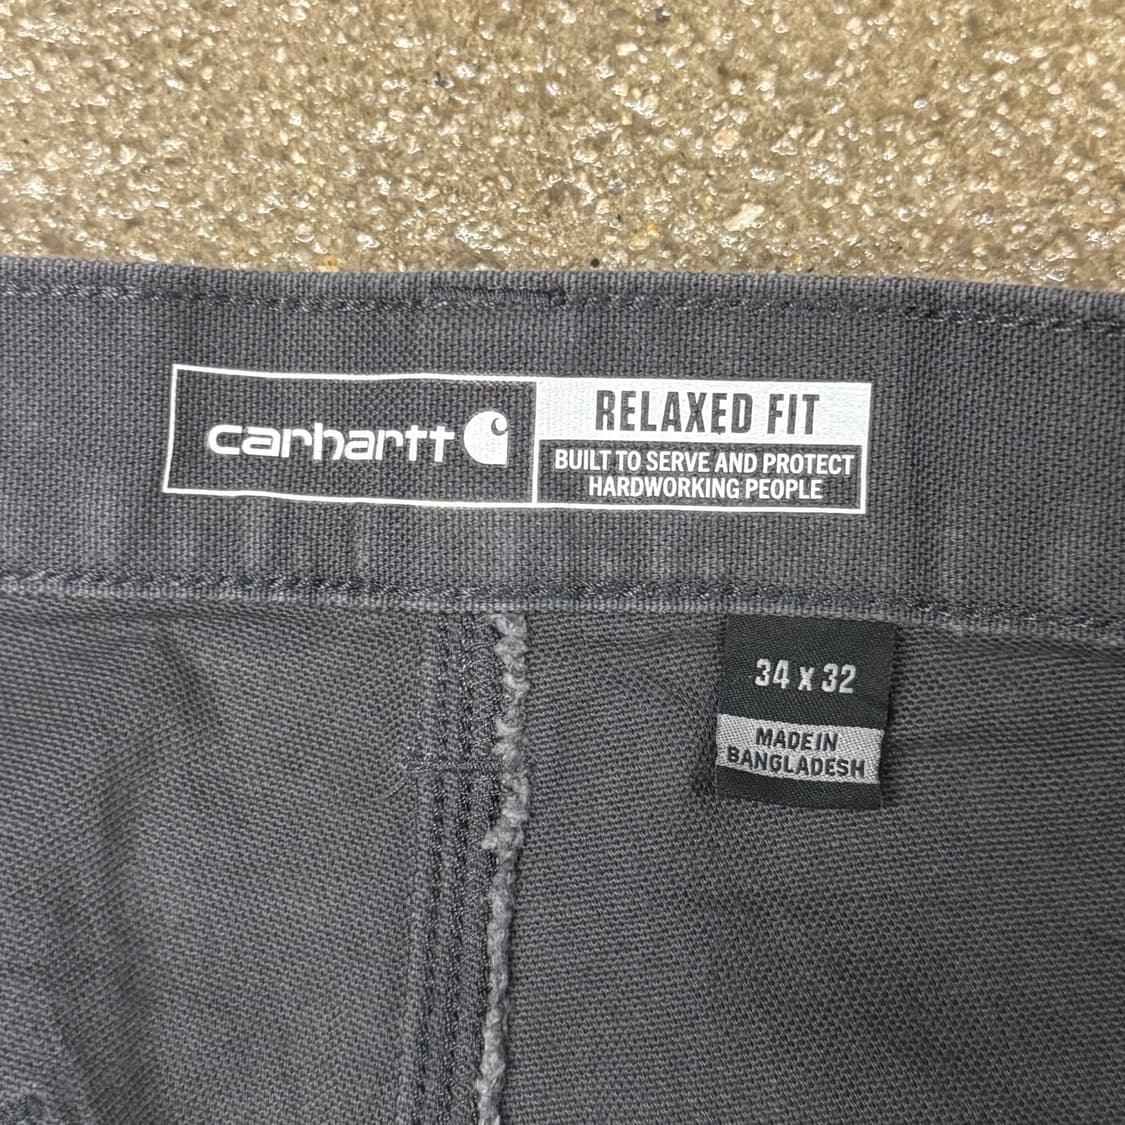 carhartt
RELAXED FIT
BUILT TO SERVE AND PROTECT
HARDWORKING PEOPLE
34 x 32
MADE IN
BANGLADESH